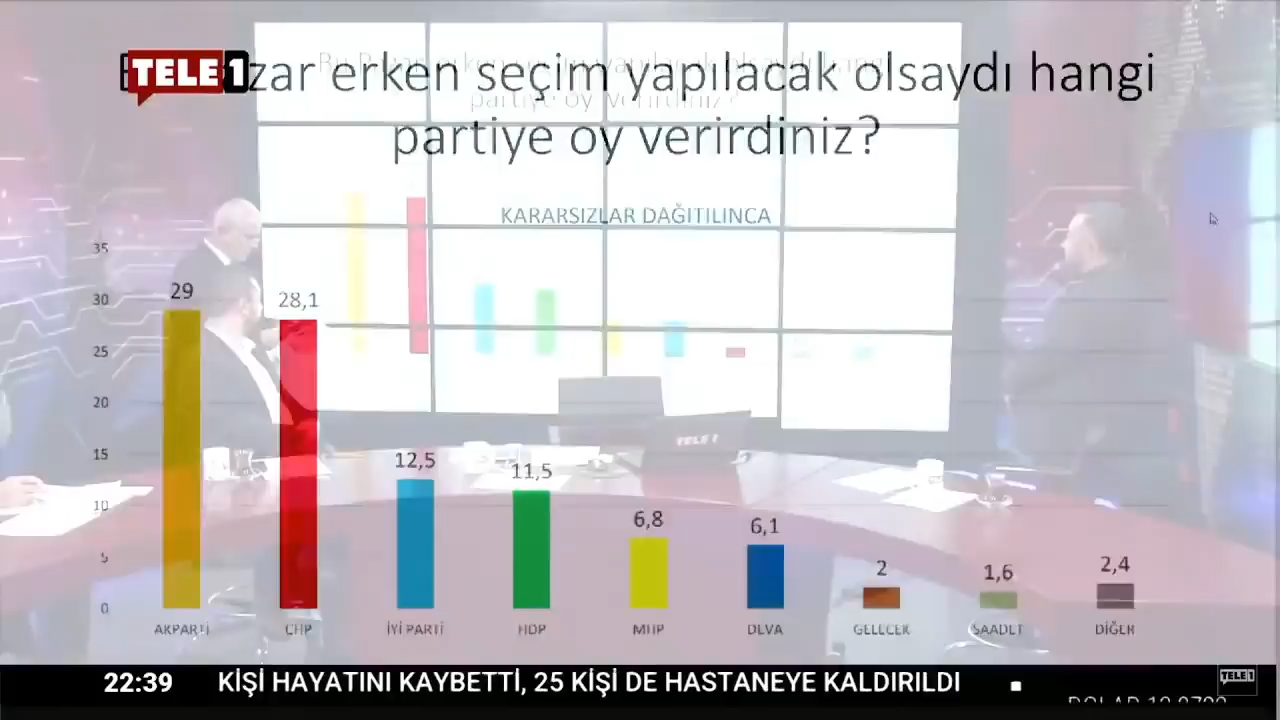 TELE1
zar erken seçim yapılacak olsaydı hangi
partiye oy verirdiniz?
KARARSIZLAR DAĞITILINCA
35
30
25
20
15
10
5
0
29
28,1
12,5
11,5
6,8
6,1
2
1,6
2,4
AKPARTİ
CHP
İYİ PARTİ
HDP
MHP
DEVA
GELECEK
SAADET
DİĞER
TELE1
22:39
KİŞİ HAYATINI KAYBETTİ, 25 KİŞİ DE HASTANEYE KALDIRILDI
TELE1